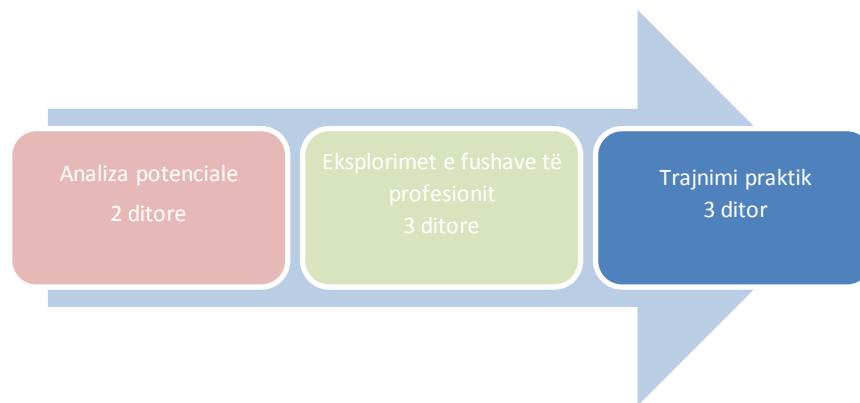 Analiza potenciale
2 ditore
Eksplorimet e fushave të
profesionit
3 ditore
Trajnimi praktik
3 ditor